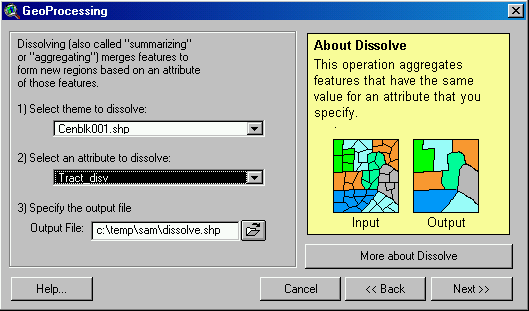 GeoProcessing
Dissolving (also called "summarizing"
or "aggregating") merges features to
form new regions based on an attribute
of those features.
1) Select theme to dissolve:
Cenblk001.shp
2) Select an attribute to dissolve:
Tract_disv
3) Specify the output file
Output File: c:\temp\sam\dissolve.shp
About Dissolve
This operation aggregates
features that have the same
value for an attribute that you
specify.
Input Output
More about Dissolve
Help... Cancel << Back Next >>